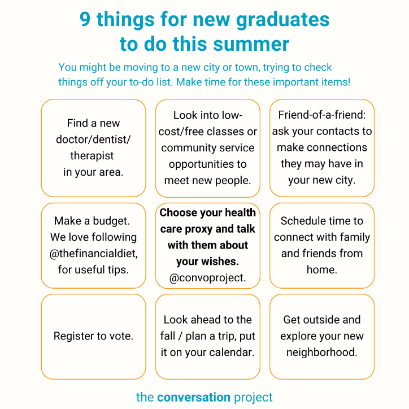 9 things for new graduates
to do this summer
You might be moving to a new city or town, trying to check
things off your to-do list. Make time for these important items!
Find a new
doctor/dentist/
therapist
in your area.
Look into low-
cost/free classes or
community service
opportunities to
meet new people.
Friend-of-a-friend:
ask your contacts to
make connections
they may have in
your new city.
Make a budget.
We love following
@thefinancialdiet,
for useful tips.
Choose your health
care proxy and talk
with them about
your wishes.
@convoproject.
Schedule time to
connect with family
and friends from
home.
Register to vote.
Look ahead to the
fall / plan a trip, put
it on your calendar.
Get outside and
explore your new
neighborhood.
the conversation project